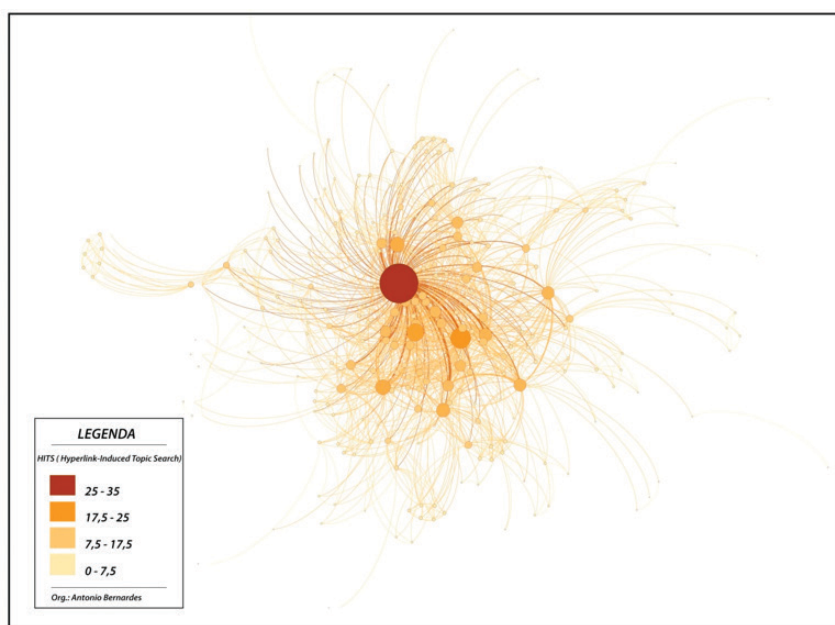 LEGENDA
HITS ( Hyperlink-Induced Topic Search)
25 - 35
17,5 - 25
7,5 - 17,5
0 - 7,5
Org.: Antonio Bernardes